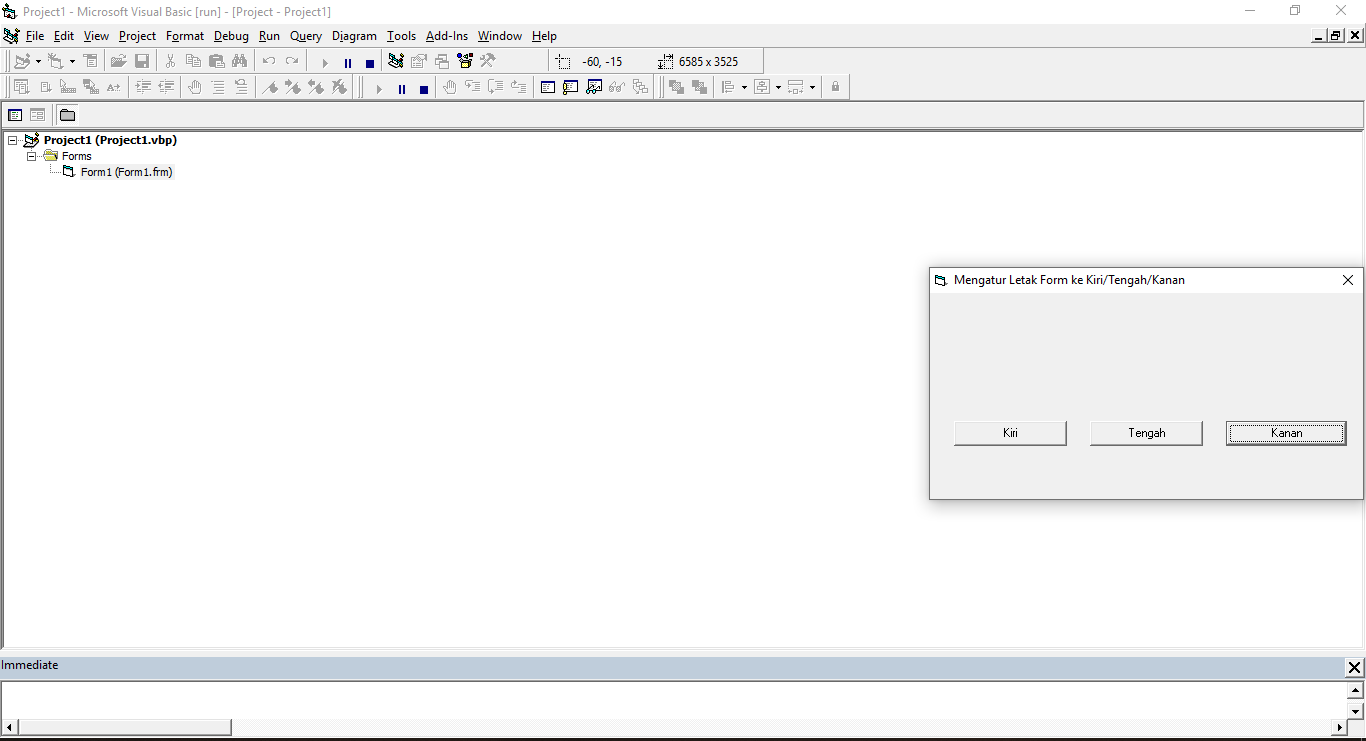 Project1 - Microsoft Visual Basic [run] - [Project - Project1]
File Edit View Project Format Debug Run Query Diagram Tools Add-Ins Window Help
-60, -15 6585 x 3525
Project1 (Project1.vbp)
Forms
Form1 (Form1.frm)
Mengatur Letak Form ke Kiri/Tengah/Kanan
Kiri Tengah Kanan
Immediate